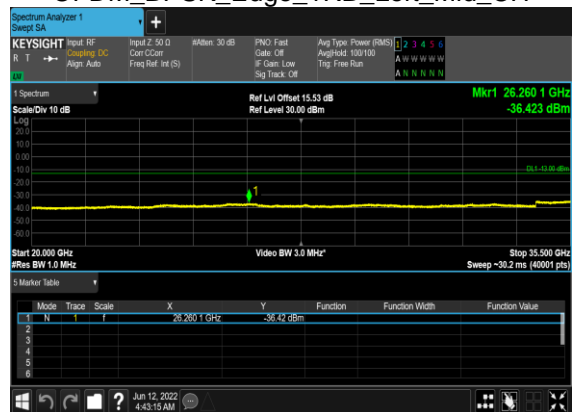 Spectrum Analyzer 1
Swept SA
+
KEYSIGHT Input: RF Input Z: 50 Ω #Atten: 30 dB PNO: Fast Avg Type: Power (RMS) 1 2 3 4 5 6
R T Coupling: DC Corr CCorr Gate: Off Avg|Hold: 100/100 A W W W W W
Align: Auto Freq Ref: Int (S) IF Gain: Low Trig: Free Run
LW Sig Track: Off A N N N N N
1 Spectrum Ref Lvl Offset 15.53 dB Mkr1 26.260 1 GHz
Scale/Div 10 dB Ref Level 30.00 dBm -36.423 dBm
Log
20.0
10.0
0.00
-10.0 DL1 -13.00 dBm
-20.0
1
-30.0
-40.0
-50.0
-60.0
Start 20.000 GHz Video BW 3.0 MHz* Stop 35.500 GHz
#Res BW 1.0 MHz Sweep ~30.2 ms (40001 pts)
5 Marker Table
Mode Trace Scale X Y Function Function Width Function Value
1 N 1 f 26.260 1 GHz -36.42 dBm
2
3
4
5
6
? Jun 12, 2022
4:43:15 AM